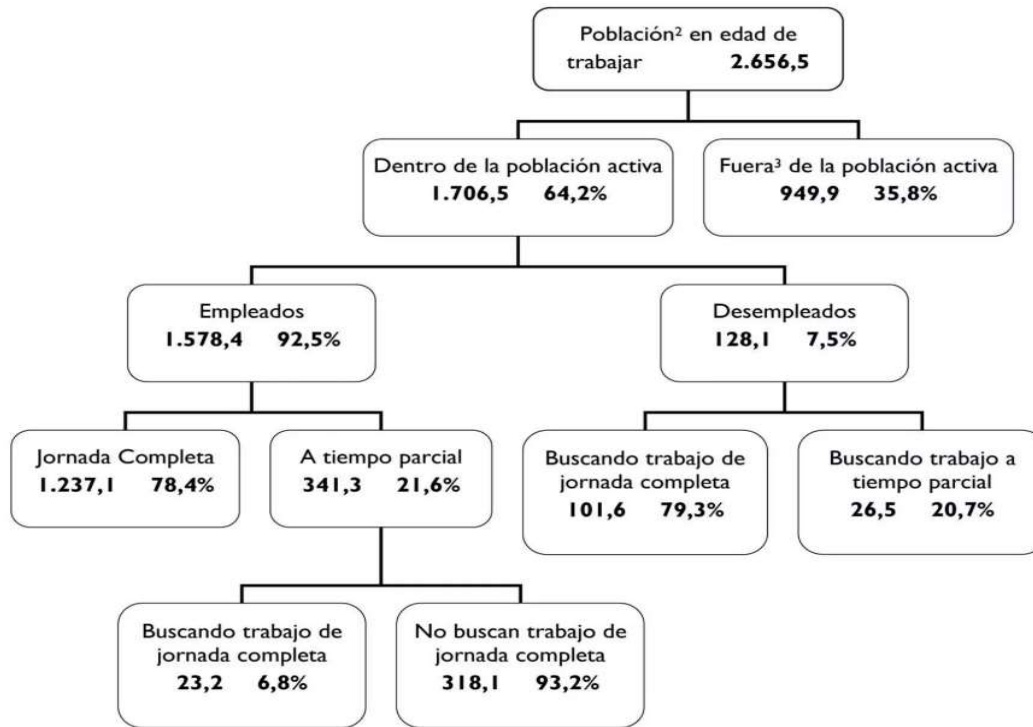 Población² en edad de
trabajar 2.656,5
Dentro de la población activa
1.706,5 64,2%
Fuera³ de la población activa
949,9 35,8%
Empleados
1.578,4 92,5%
Desempleados
128,1 7,5%
Jornada Completa
1.237,1 78,4%
A tiempo parcial
341,3 21,6%
Buscando trabajo de
jornada completa
101,6 79,3%
Buscando trabajo a
tiempo parcial
26,5 20,7%
Buscando trabajo de
jornada completa
23,2 6,8%
No buscan trabajo de
jornada completa
318,1 93,2%